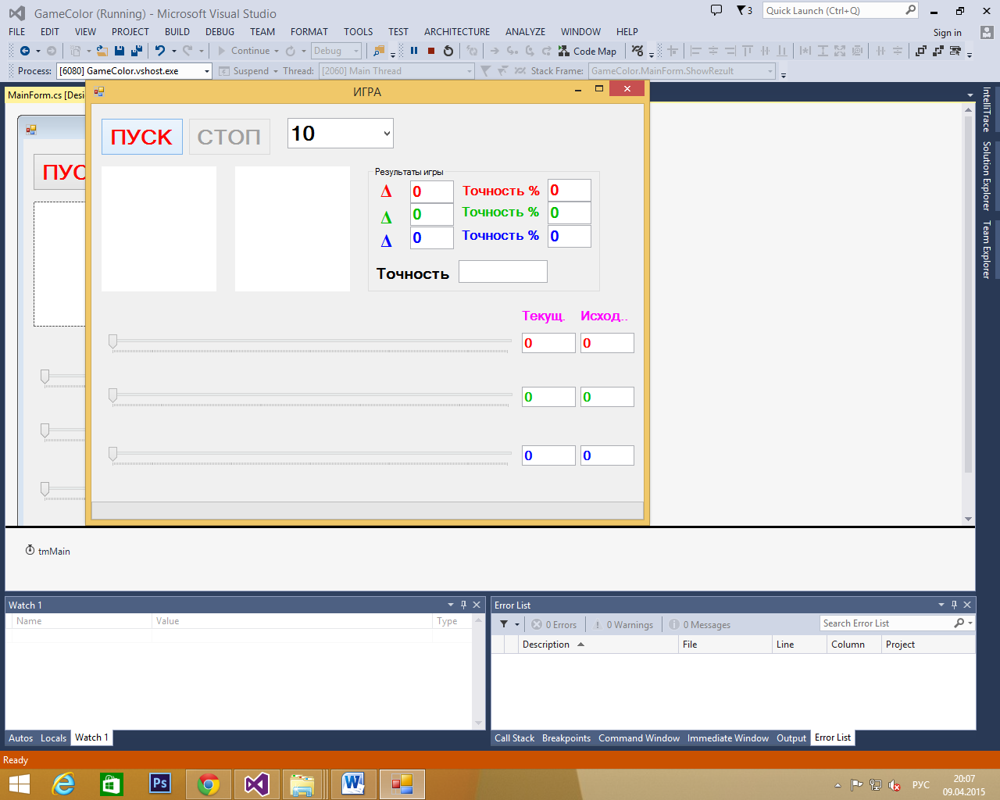 GameColor (Running) - Microsoft Visual Studio
3
Quick Launch (Ctrl+Q)
FILE EDIT VIEW PROJECT BUILD DEBUG TEAM FORMAT TOOLS TEST ARCHITECTURE ANALYZE WINDOW HELP
Sign in
Continue Debug Code Map
Process: [6080] GameColor.vshost.exe Suspend Thread: [2060] Main Thread Stack Frame: GameColor.MainForm.ShowRezult
MainForm.cs [Desi
ИГРА
ПУСК СТОП 10
ПУС
Результаты игры
Δ 0 Точность % 0
Δ 0 Точность % 0
Δ 0 Точность % 0
Точность
Текущ. Исход..
0 0
0 0
0 0
IntelliTrace
Solution Explorer
Team Explorer
tmMain
Watch 1
Name Value Type
Autos Locals Watch 1
Error List
0 Errors 0 Warnings 0 Messages Search Error List
Description File Line Column Project
Call Stack Breakpoints Command Window Immediate Window Output Error List
Ready
Ps
РУС
20:07
09.04.2015